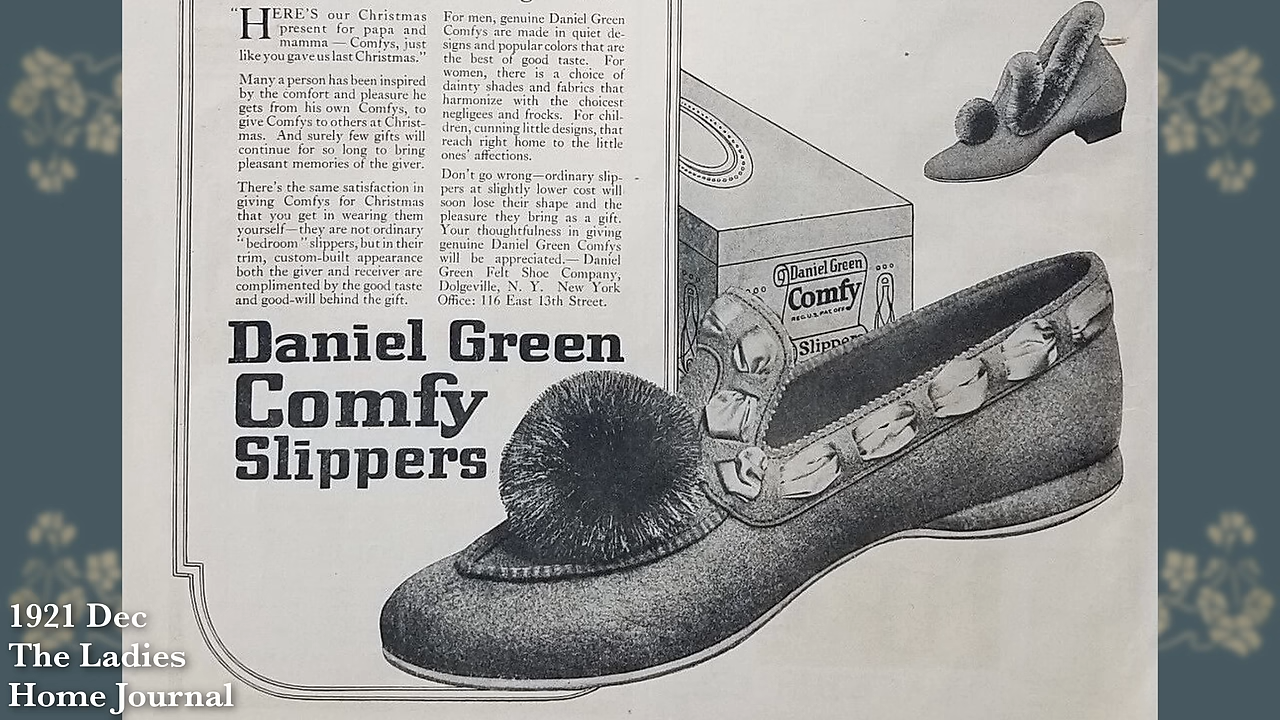 "HERE'S our Christmas
present for papa and
mamma — Comfys, just
like you gave us last Christmas."
Many a person has been inspired
by the comfort and pleasure he
gets from his own Comfys, to
give Comfys to others at Christ-
mas. And surely few gifts will
continue for so long to bring
pleasant memories of the giver.
There's the same satisfaction in
giving Comfys for Christmas
that you get in wearing them
yourself—they are not ordinary
"bedroom" slippers, but in their
trim, custom-built appearance
both the giver and receiver are
complimented by the good taste
and good-will behind the gift.
For men, genuine Daniel Green
Comfys are made in quiet de-
signs and popular colors that are
the best of good taste. For
women, there is a choice of
dainty shades and fabrics that
harmonize with the choicest
negligees and frocks. For chil-
dren, cunning little designs, that
reach right home to the little
ones' affections.
Don't go wrong—ordinary slip-
pers at slightly lower cost will
soon lose their shape and the
pleasure they bring as a gift.
Your thoughtfulness in giving
genuine Daniel Green Comfys
will be appreciated.—Daniel
Green Felt Shoe Company,
Dolgeville, N. Y. New York
Office: 116 East 13th Street.
Daniel Green
Comfy
Slippers
Daniel Green
Comfy
REG. U.S. PAT. OFF.
Slippers
1921 Dec
The Ladies
Home Journal